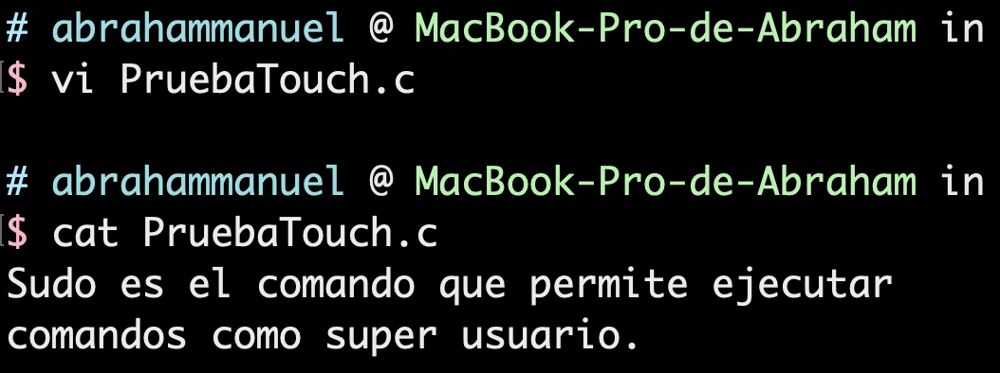 # abrahammanuel @ MacBook-Pro-de-Abraham in
$ vi PruebaTouch.c
# abrahammanuel @ MacBook-Pro-de-Abraham in
$ cat PruebaTouch.c
Sudo es el comando que permite ejecutar
comandos como super usuario.